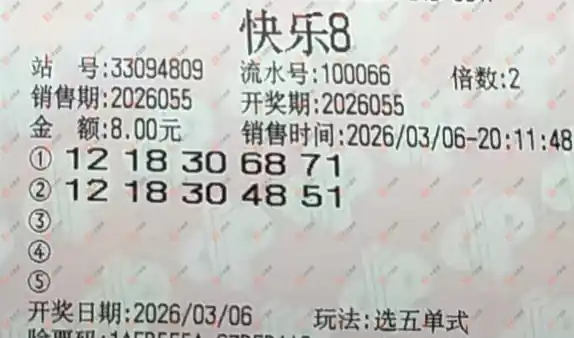 快乐8
站 号:33094809 流水号:100066 倍数:2
销售期:2026055 开奖期:2026055
金 额:8.00元 销售时间:2026/03/06-20:11:48
① 12 18 30 68 71
② 12 18 30 48 51
③
④
⑤
开奖日期:2026/03/06 玩法:选五单式